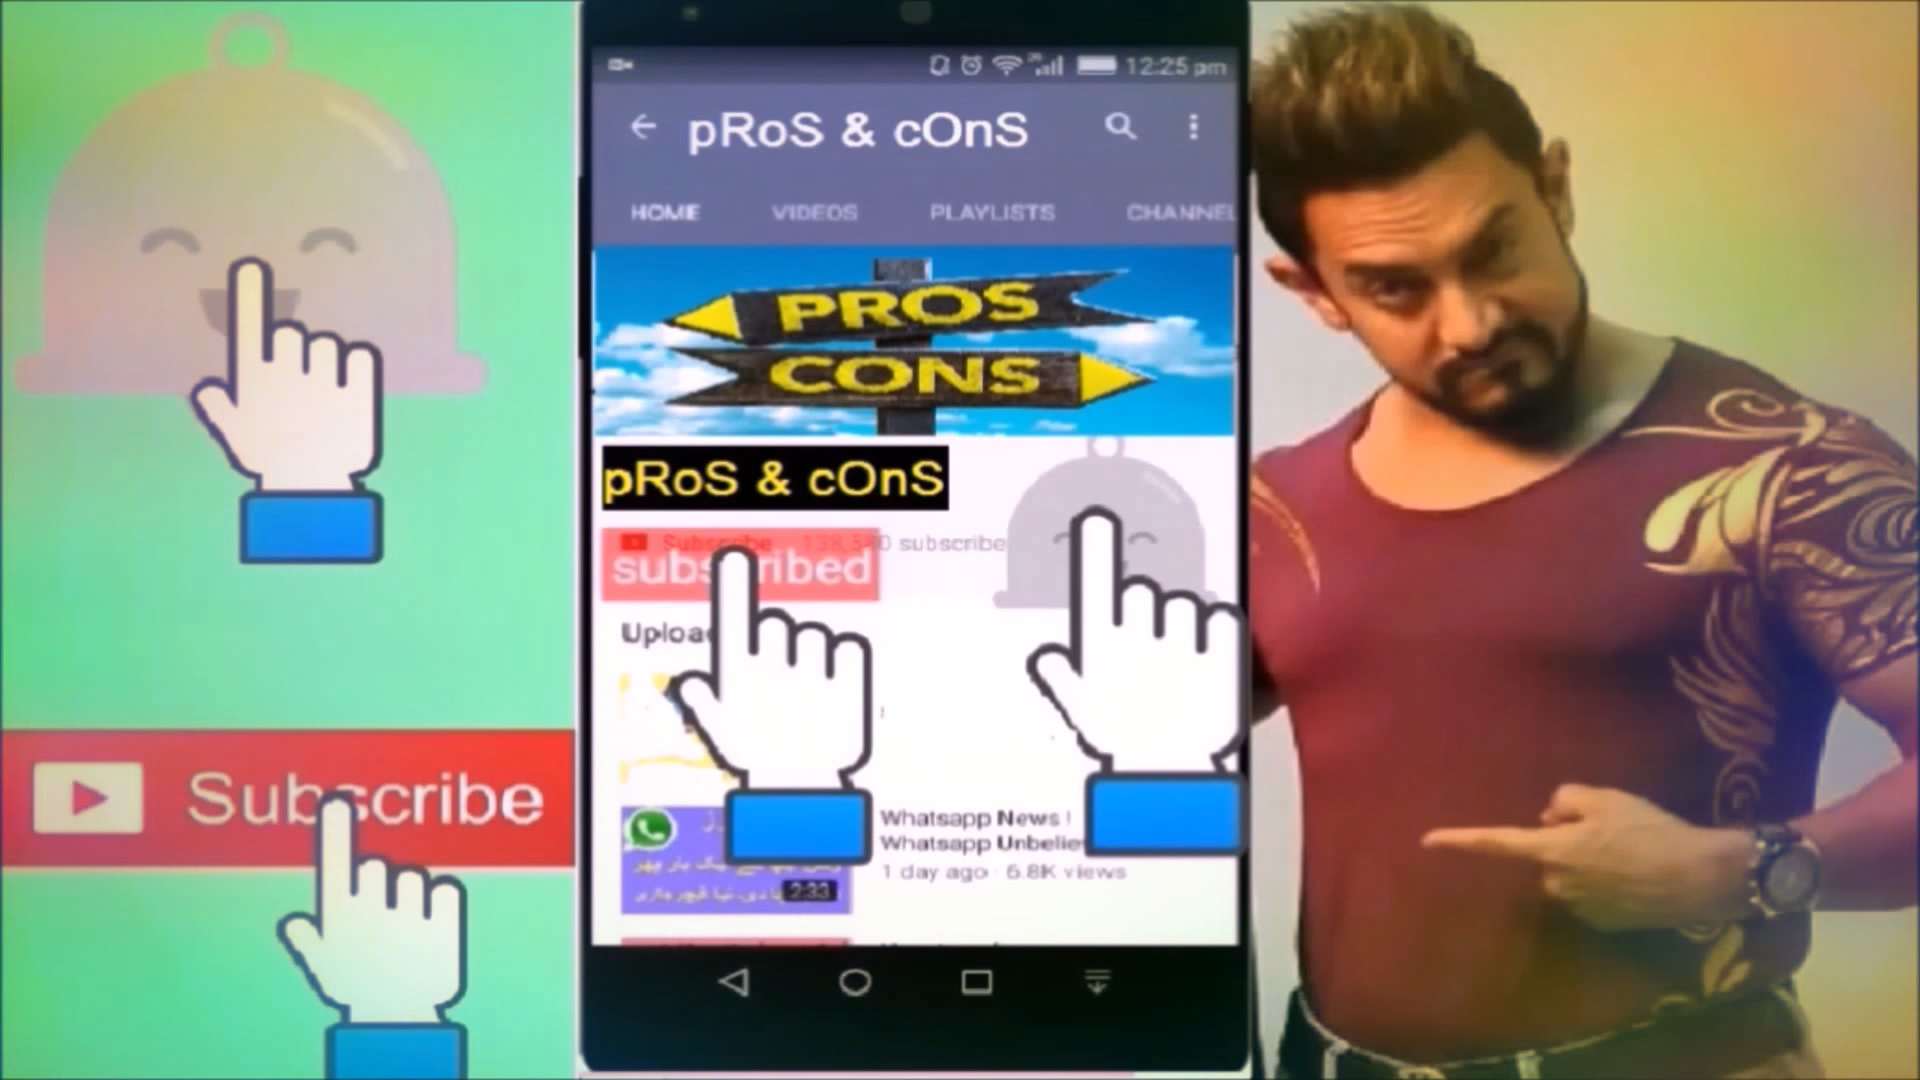 12:25 pm
pRoS & cOnS
HOME VIDEOS PLAYLISTS CHANNEL
PROS
CONS
pRoS & cOnS
Subscribe
subscribe
subscribed
Subscribe
Whatsapp News !
Whatsapp
1 day ago · 6.8K views
2:33